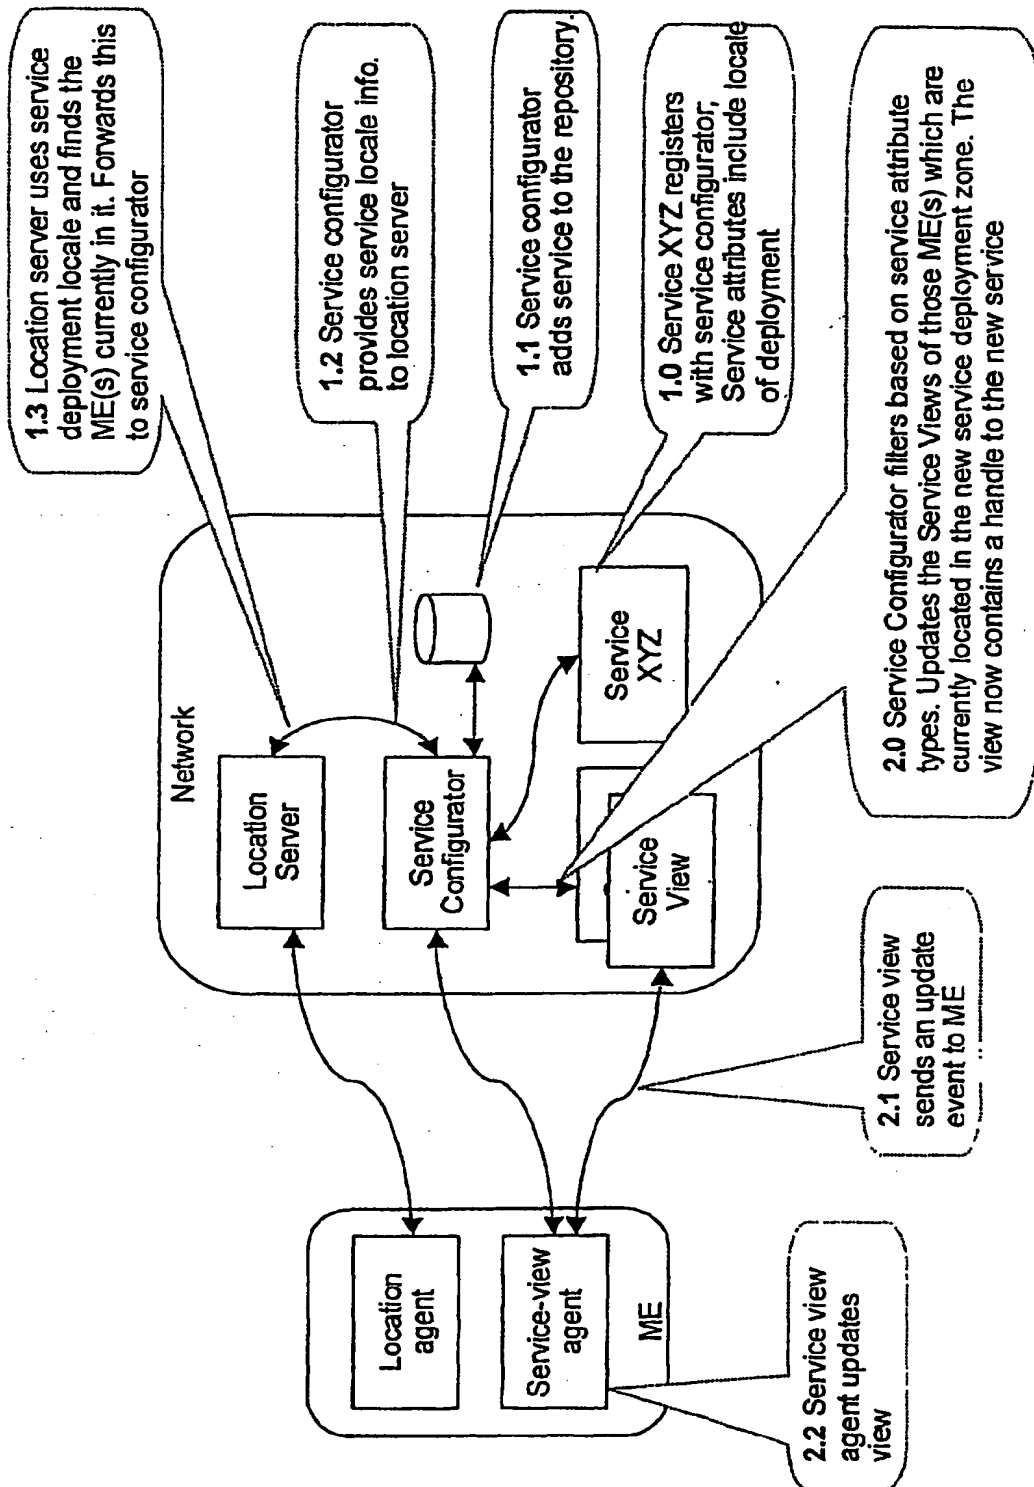 1.3 Location server uses service
deployment locale and finds the
ME(s) currently in it. Forwards this
to service configurator
1.2 Service configurator
provides service locale info.
to location server
1.1 Service configurator
adds service to the repository.
1.0 Service XYZ registers
with service configurator;
Service attributes include locale
of deployment
2.0 Service Configurator filters based on service attribute
types. Updates the Service Views of those ME(s) which are
currently located in the new service deployment zone. The
view now contains a handle to the new service
Network
Location
Server
Service
Configurator
Service
XYZ
Service
View
2.1 Service view
sends an update
event to ME
Location
agent
Service-view
agent
ME
2.2 Service view
agent updates
view